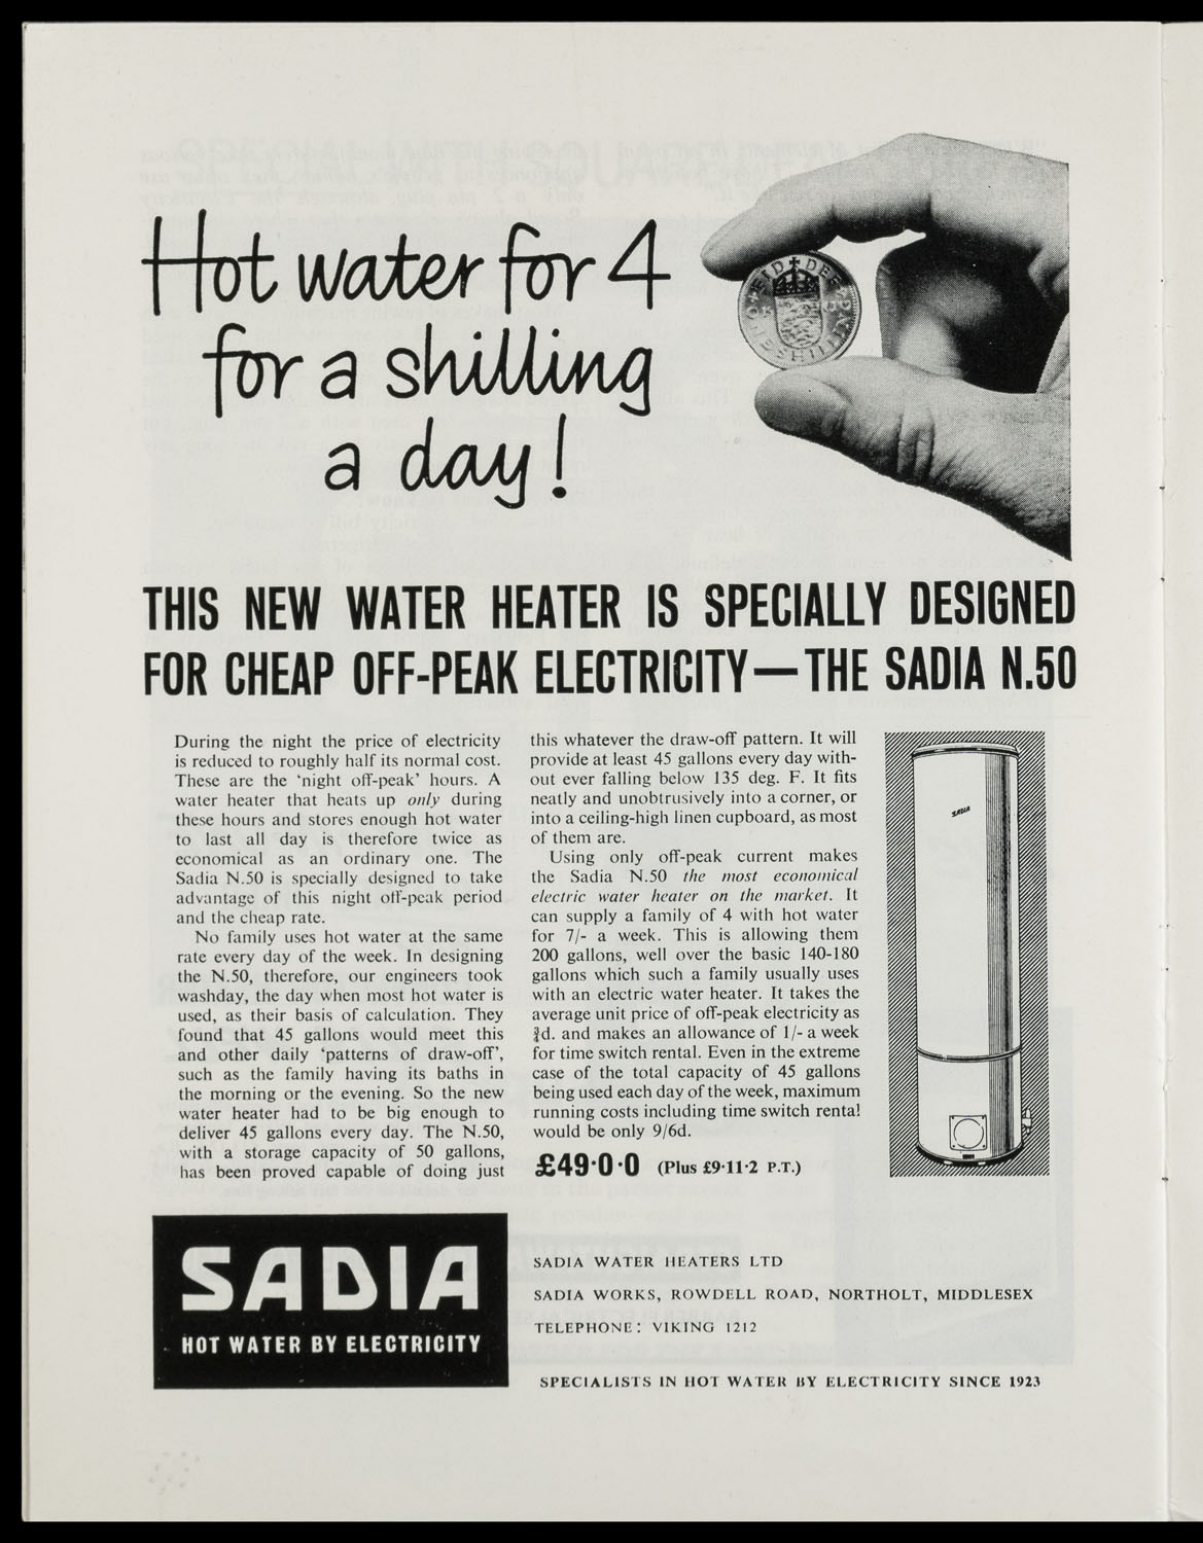 Hot water for 4
for a shilling
a day!
THIS NEW WATER HEATER IS SPECIALLY DESIGNED
FOR CHEAP OFF-PEAK ELECTRICITY—THE SADIA N.50
During the night the price of electricity
is reduced to roughly half its normal cost.
These are the ‘night off-peak’ hours. A
water heater that heats up only during
these hours and stores enough hot water
to last all day is therefore twice as
economical as an ordinary one. The
Sadia N.50 is specially designed to take
advantage of this night off-peak period
and the cheap rate.
No family uses hot water at the same
rate every day of the week. In designing
the N.50, therefore, our engineers took
washday, the day when most hot water is
used, as their basis of calculation. They
found that 45 gallons would meet this
and other daily ‘patterns of draw-off’,
such as the family having its baths in
the morning or the evening. So the new
water heater had to be big enough to
deliver 45 gallons every day. The N.50,
with a storage capacity of 50 gallons,
has been proved capable of doing just
this whatever the draw-off pattern. It will
provide at least 45 gallons every day with-
out ever falling below 135 deg. F. It fits
neatly and unobtrusively into a corner, or
into a ceiling-high linen cupboard, as most
of them are.
Using only off-peak current makes
the Sadia N.50 the most economical
electric water heater on the market. It
can supply a family of 4 with hot water
for 7/- a week. This is allowing them
200 gallons, well over the basic 140-180
gallons which such a family usually uses
with an electric water heater. It takes the
average unit price of off-peak electricity as
¾d. and makes an allowance of 1/- a week
for time switch rental. Even in the extreme
case of the total capacity of 45 gallons
being used each day of the week, maximum
running costs including time switch rental
would be only 9/6d.
£49·0·0 (Plus £9·11·2 P.T.)
SADIA
SADIA
HOT WATER BY ELECTRICITY
SADIA WATER HEATERS LTD
SADIA WORKS, ROWDELL ROAD, NORTHOLT, MIDDLESEX
TELEPHONE: VIKING 1212
SPECIALISTS IN HOT WATER BY ELECTRICITY SINCE 1923